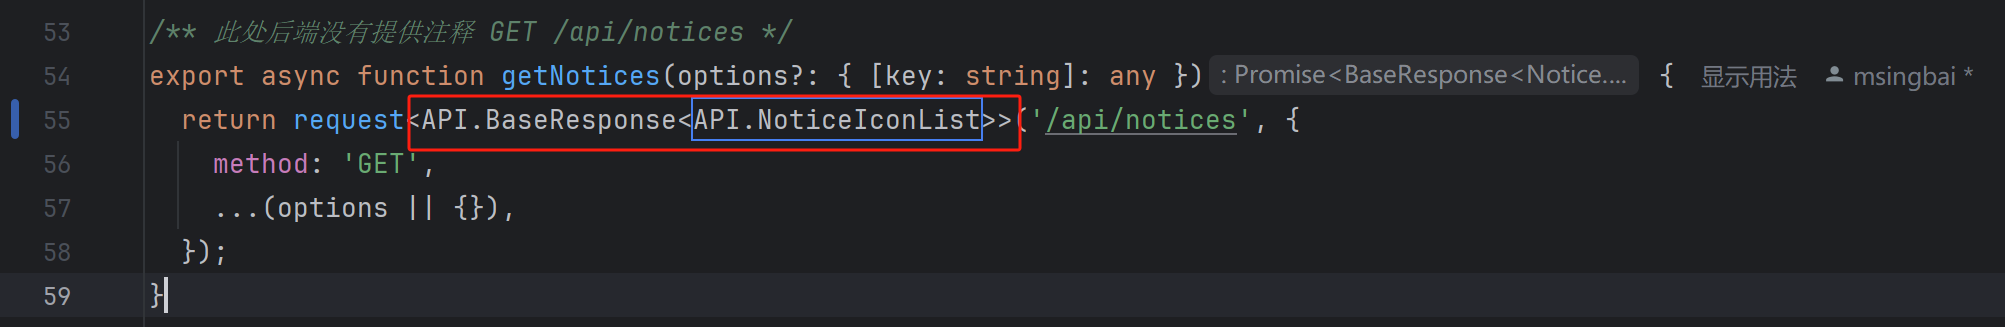 53 /** 此处后端没有提供注释 GET /api/notices */
54 export async function getNotices(options?: { [key: string]: any }) : Promise<BaseResponse<Notice.... { 显示用法 msingbai *
55 return request<API.BaseResponse<API.NoticeIconList>>('/api/notices', {
56 method: 'GET',
57 ...(options || {}),
58 });
59 }